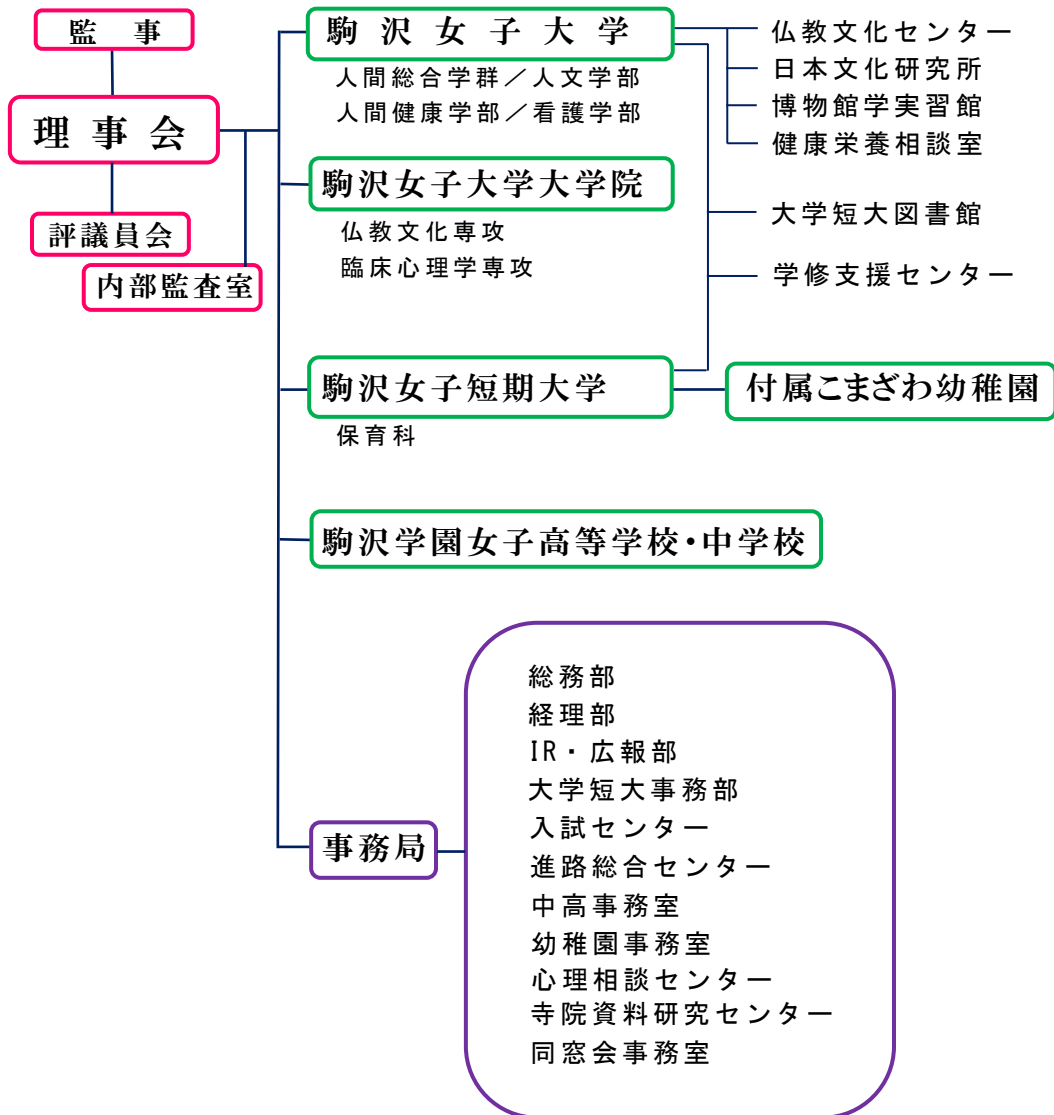 監事
理事会
評議員会
内部監査室
駒沢女子大学
人間総合学群／人文学部
人間健康学部／看護学部
仏教文化センター
日本文化研究所
博物館学実習館
健康栄養相談室
駒沢女子大学大学院
仏教文化専攻
臨床心理学専攻
大学短大図書館
学修支援センター
駒沢女子短期大学
保育科
付属こまざわ幼稚園
駒沢学園女子高等学校・中学校
事務局
総務部
経理部
IR・広報部
大学短大事務部
入試センター
進路総合センター
中高事務室
幼稚園事務室
心理相談センター
寺院資料研究センター
同窓会事務室